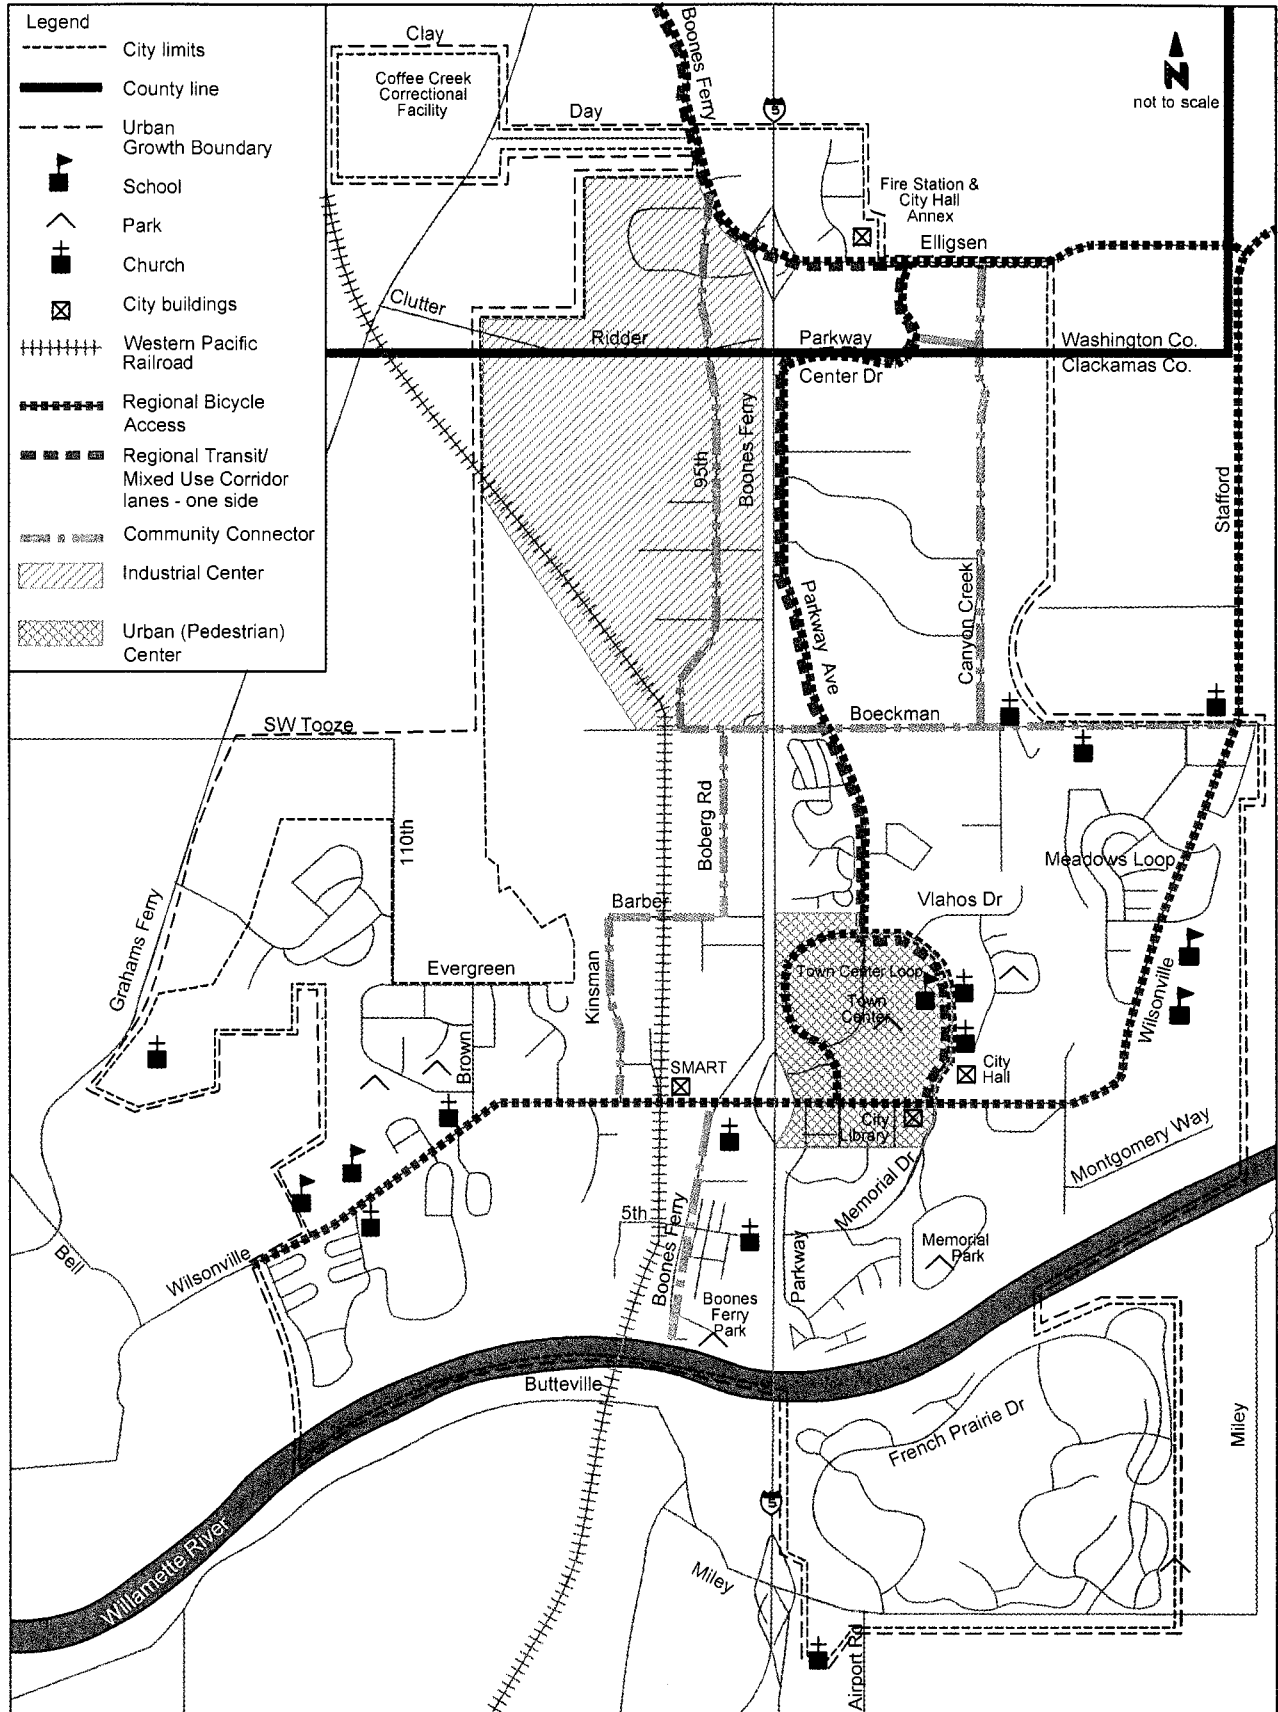 Legend
City limits
County line
Urban
Growth Boundary
School
Park
Church
City buildings
Western Pacific
Railroad
Regional Bicycle
Access
Regional Transit/
Mixed Use Corridor
lanes - one side
Community Connector
Industrial Center
Urban (Pedestrian)
Center
Clay
Coffee Creek
Correctional
Facility
Day
Boones Ferry
5
N
not to scale
Fire Station &
City Hall
Annex
Elligsen
Clutter
Ridder
Parkway
Center Dr
Washington Co.
Clackamas Co.
95th
Boones Ferry
Stafford
Canyon Creek
Parkway Ave
Boeckman
SW Tooze
110th
Boberg Rd
Meadows Loop
Barber
Vlahos Dr
Grahams Ferry
Evergreen
Kinsman
Town Center Loop
Town
Center
Wilsonville
Brown
SMART
City
Hall
City
Library
Montgomery Way
Memorial Dr
5th
Boones Ferry
Bell
Wilsonville
Parkway
Memorial
Park
Boones
Ferry
Park
Butteville
French Prairie Dr
Miley
5
Willamette River
Miley
Airport Rd